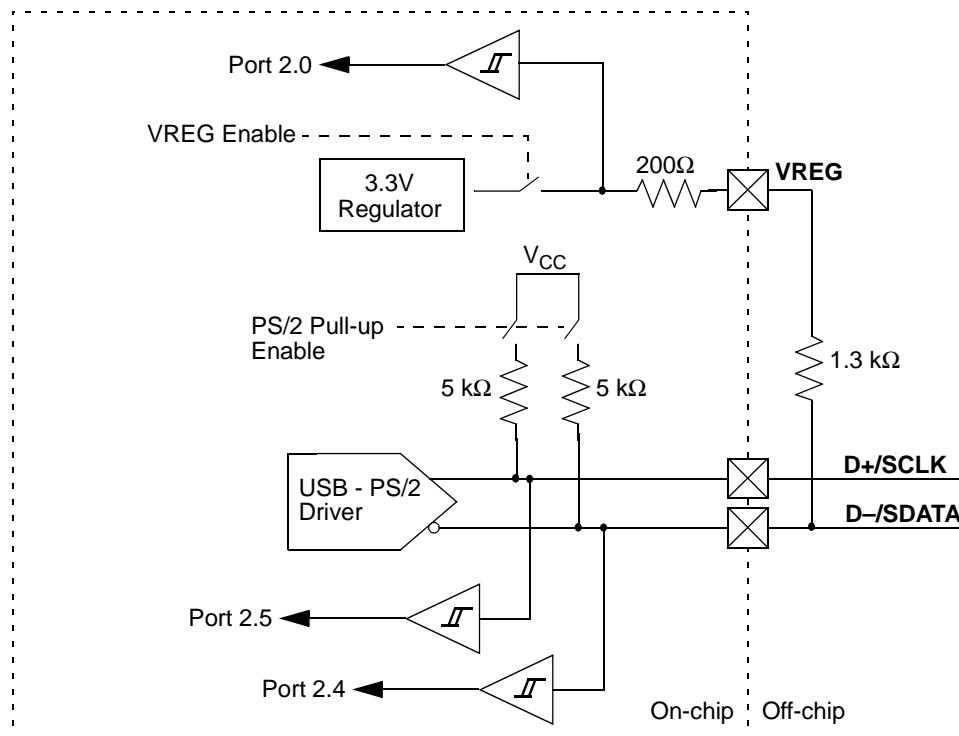 Port 2.0
VREG Enable
3.3V
Regulator
200Ω
VREG
VCC
PS/2 Pull-up
Enable
5 kΩ
5 kΩ
1.3 kΩ
D+/SCLK
USB - PS/2
Driver
D–/SDATA
Port 2.5
Port 2.4
On-chip
Off-chip